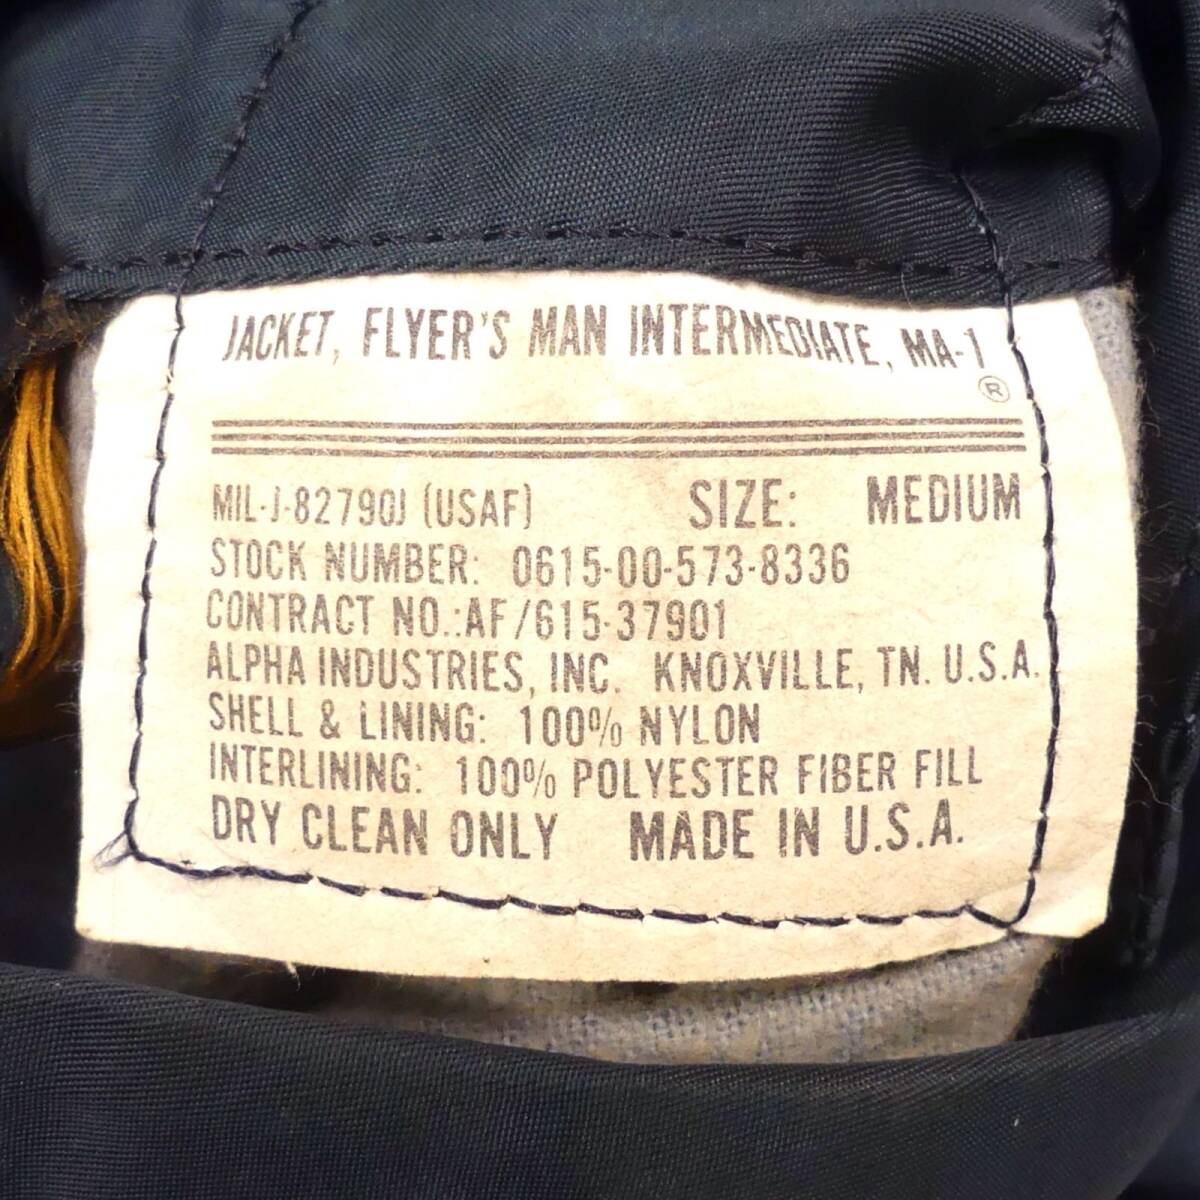 JACKET, FLYER'S MAN INTERMEDIATE, MA-1
®
MIL-J-82790J (USAF) SIZE: MEDIUM
STOCK NUMBER: 0615-00-573-8336
CONTRACT NO.:AF/615-37901
ALPHA INDUSTRIES, INC. KNOXVILLE, TN. U.S.A.
SHELL & LINING: 100% NYLON
INTERLINING: 100% POLYESTER FIBER FILL
DRY CLEAN ONLY MADE IN U.S.A.